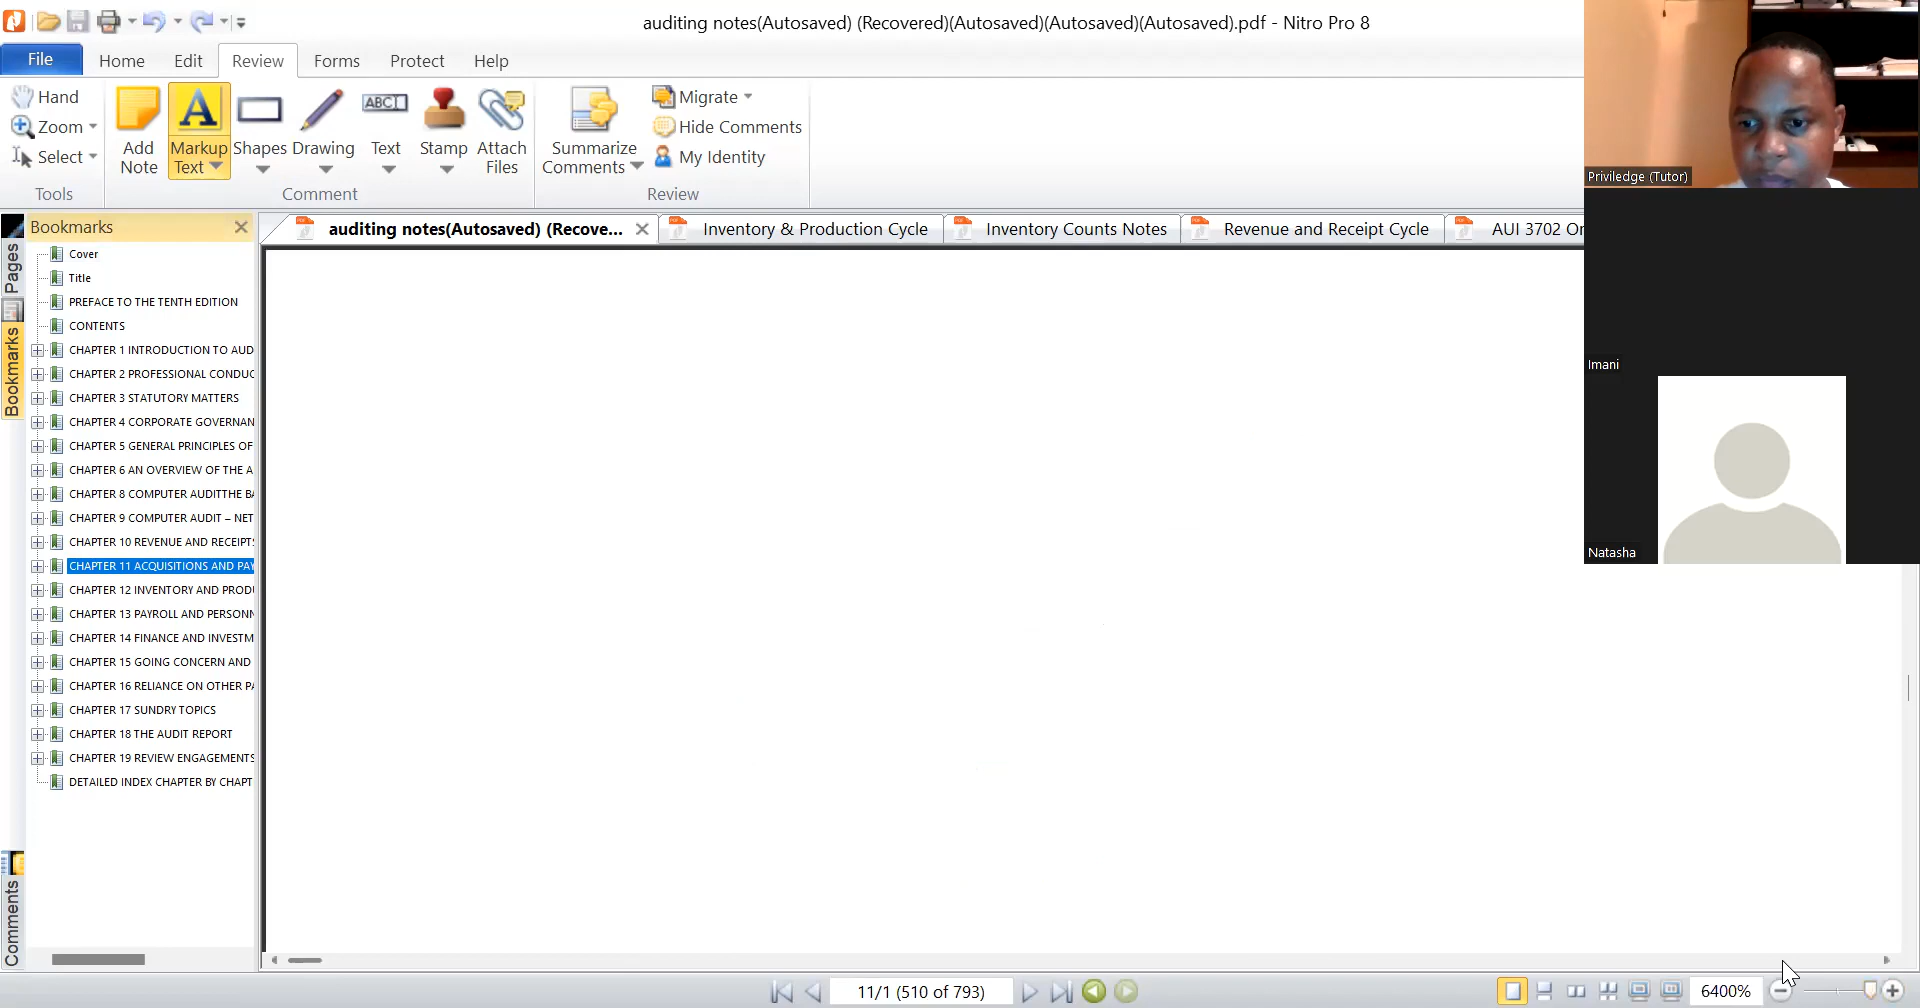 auditing notes(Autosaved) (Recovered)(Autosaved)(Autosaved)(Autosaved).pdf - Nitro Pro 8
File Home Edit Review Forms Protect Help
Hand
Zoom
Select
Tools
Add Note
Markup Text
Shapes
Drawing
ABC
Text
Stamp
Attach Files
Comment
Summarize Comments
Migrate
Hide Comments
My Identity
Review
Priviledge (Tutor)
Imani
Natasha
Pages
Bookmarks
Comments
Bookmarks
auditing notes(Autosaved) (Recove...
Inventory & Production Cycle
Inventory Counts Notes
Revenue and Receipt Cycle
AUI 3702 On
Cover
Title
PREFACE TO THE TENTH EDITION
CONTENTS
CHAPTER 1 INTRODUCTION TO AUD
CHAPTER 2 PROFESSIONAL CONDUC
CHAPTER 3 STATUTORY MATTERS
CHAPTER 4 CORPORATE GOVERNAN
CHAPTER 5 GENERAL PRINCIPLES OF
CHAPTER 6 AN OVERVIEW OF THE A
CHAPTER 8 COMPUTER AUDITTHE BA
CHAPTER 9 COMPUTER AUDIT – NET
CHAPTER 10 REVENUE AND RECEIPTS
CHAPTER 11 ACQUISITIONS AND PAY
CHAPTER 12 INVENTORY AND PRODU
CHAPTER 13 PAYROLL AND PERSONN
CHAPTER 14 FINANCE AND INVESTM
CHAPTER 15 GOING CONCERN AND
CHAPTER 16 RELIANCE ON OTHER PA
CHAPTER 17 SUNDRY TOPICS
CHAPTER 18 THE AUDIT REPORT
CHAPTER 19 REVIEW ENGAGEMENTS
DETAILED INDEX CHAPTER BY CHAPT
11/1 (510 of 793)
6400%